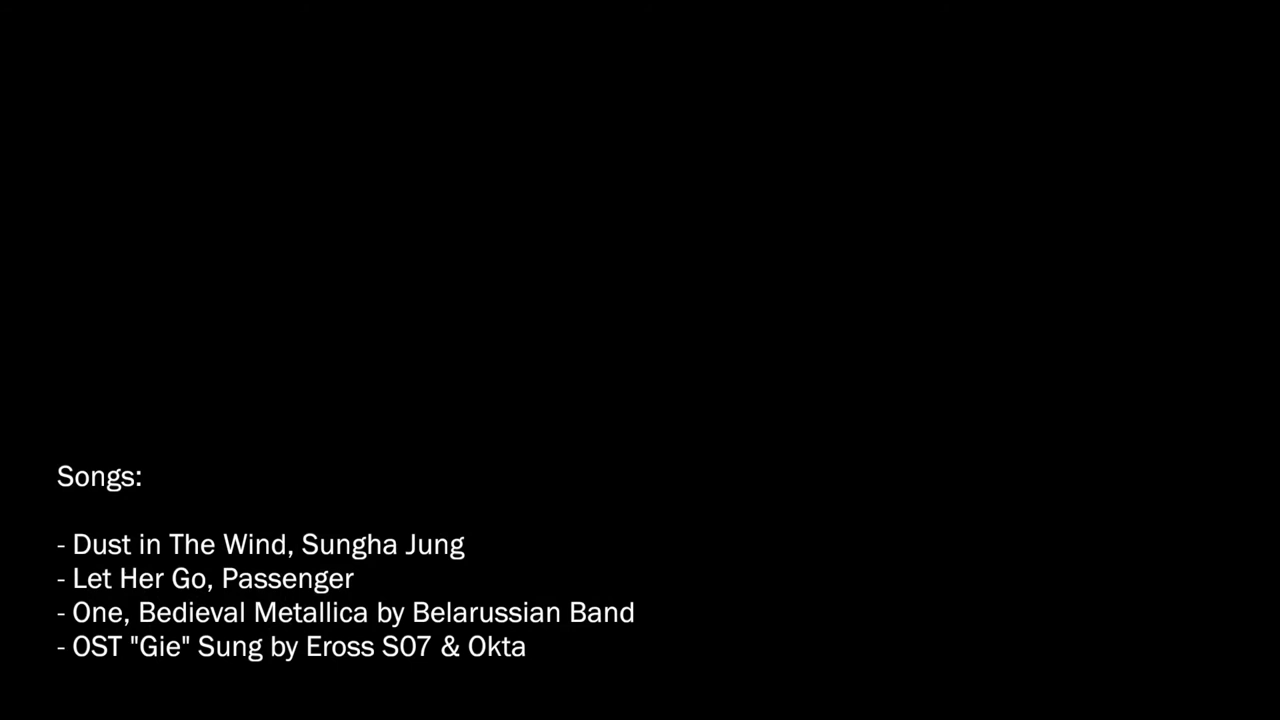 Songs:
- Dust in The Wind, Sungha Jung
- Let Her Go, Passenger
- One, Bedieval Metallica by Belarussian Band
- OST "Gie" Sung by Eross S07 & Okta